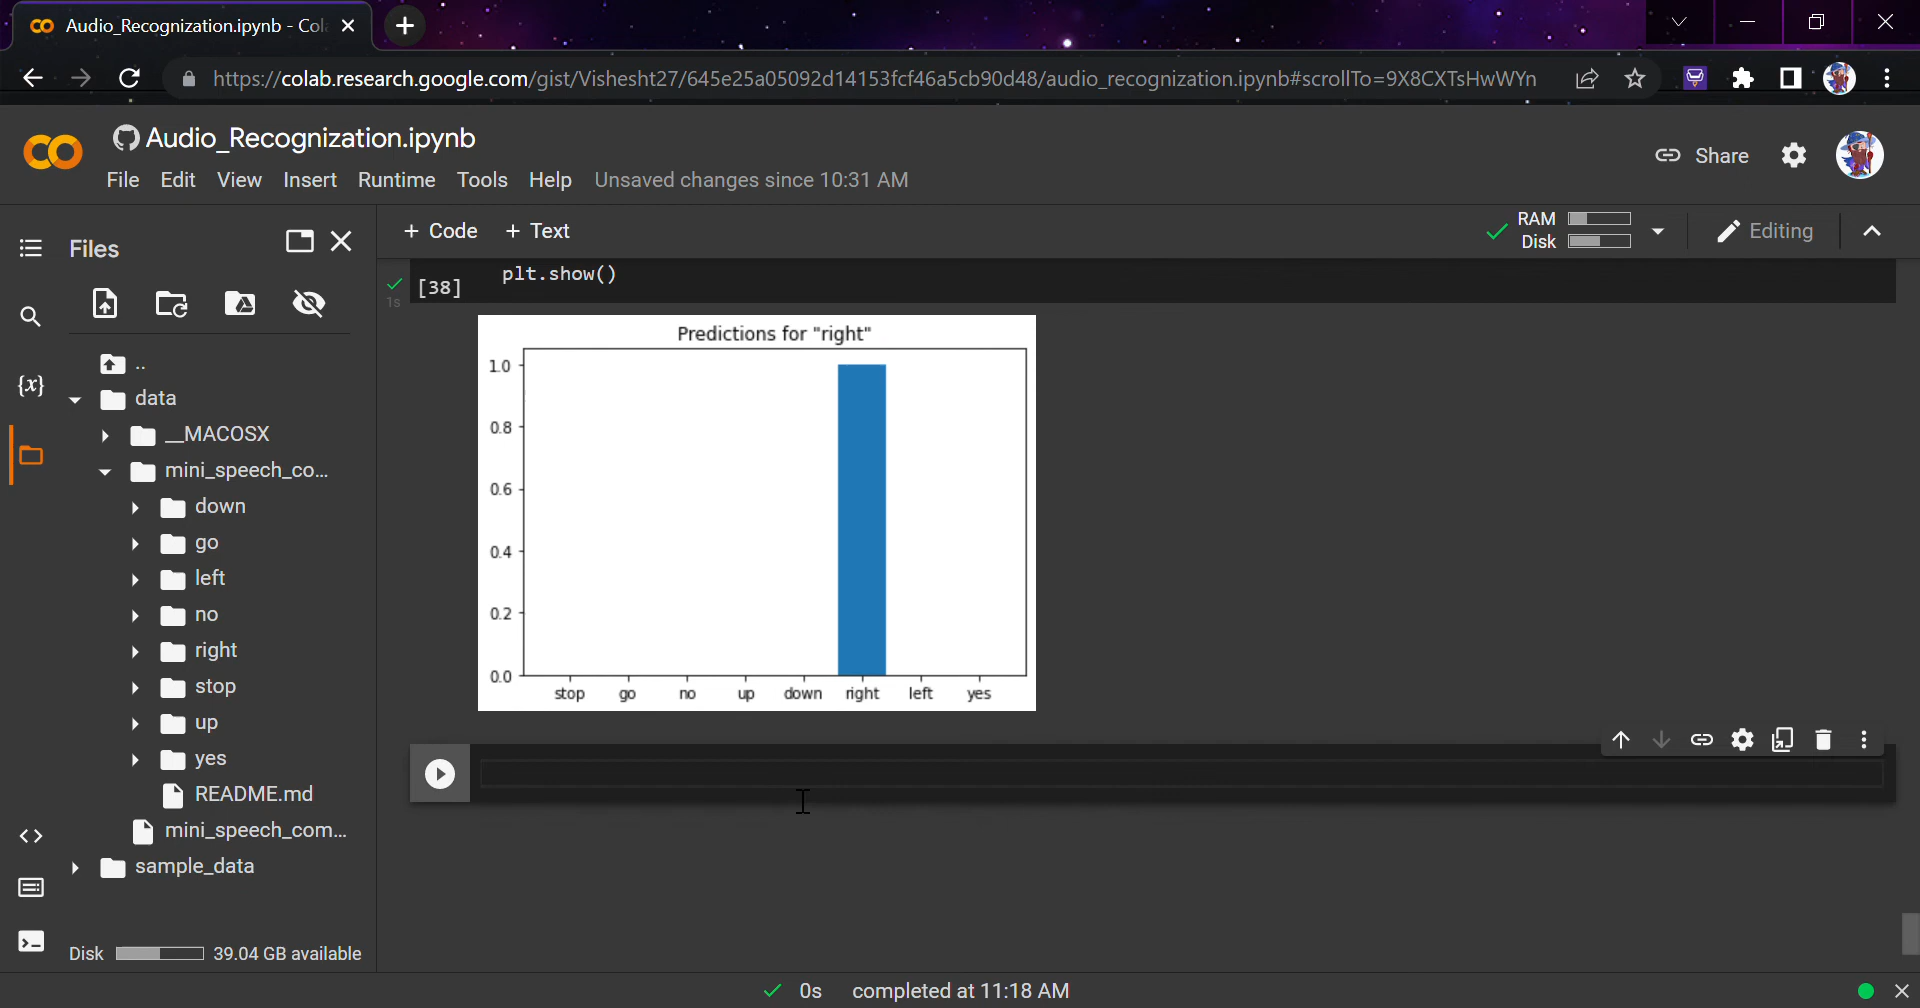 Audio_Recognization.ipynb - Col
https://colab.research.google.com/gist/Vishesht27/645e25a05092d14153fcf46a5cb90d48/audio_recognization.ipynb#scrollTo=9X8CXTsHwWYn
Audio_Recognization.ipynb
File Edit View Insert Runtime Tools Help Unsaved changes since 10:31 AM
Share
Files
+ Code + Text
RAM
Disk
Editing
[38]
1s
plt.show()
..
data
__MACOSX
mini_speech_co...
down
go
left
no
right
stop
up
yes
README.md
mini_speech_com...
sample_data
Disk 39.04 GB available
{x}
Predictions for "right"
1.0
0.8
0.6
0.4
0.2
0.0
stop go no up down right left yes
0s completed at 11:18 AM